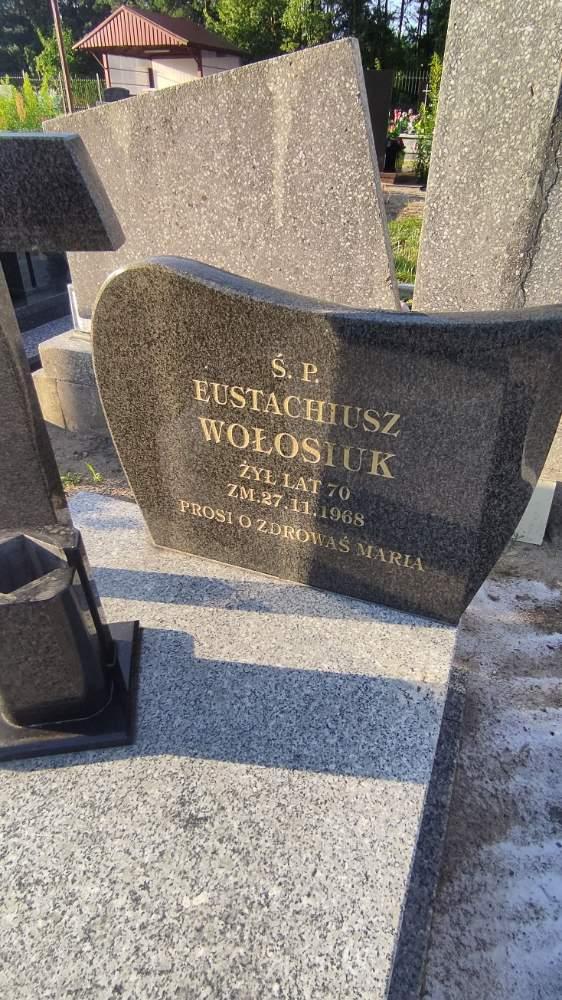 Ś. P.
EUSTACHIUSZ
WOŁOSIUK
ŻYŁ LAT 70
ZM.27.11.1968
PROSI O ZDROWAŚ MARIA